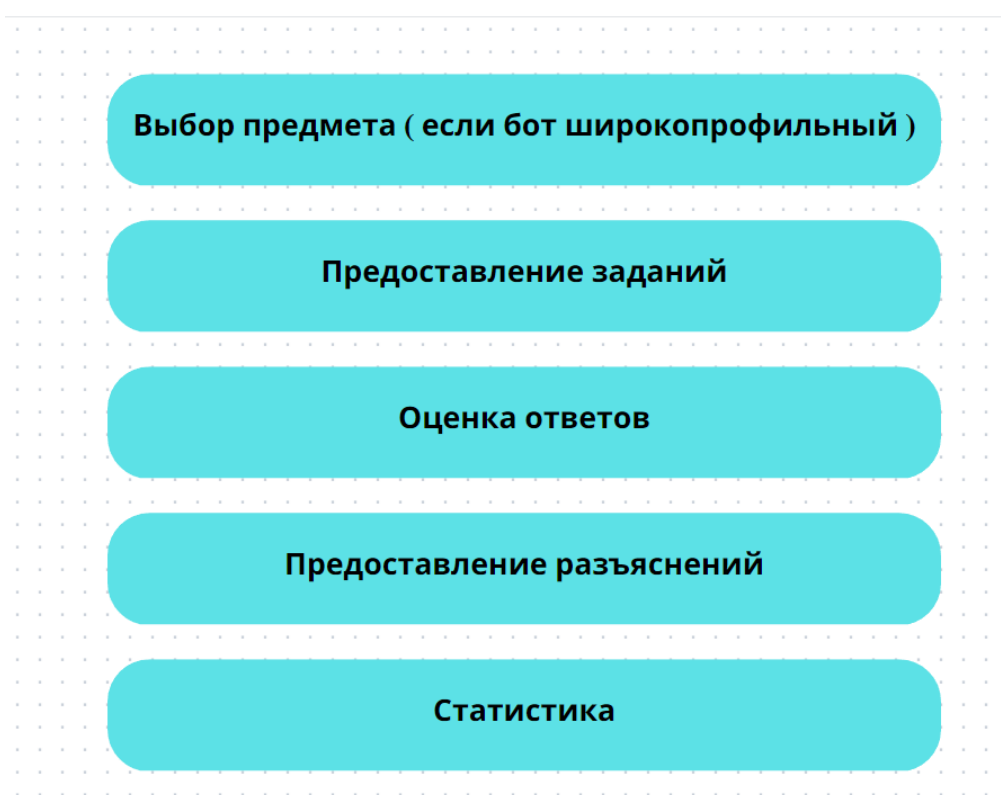 Выбор предмета ( если бот широкопрофильный )
Предоставление заданий
Оценка ответов
Предоставление разъяснений
Статистика